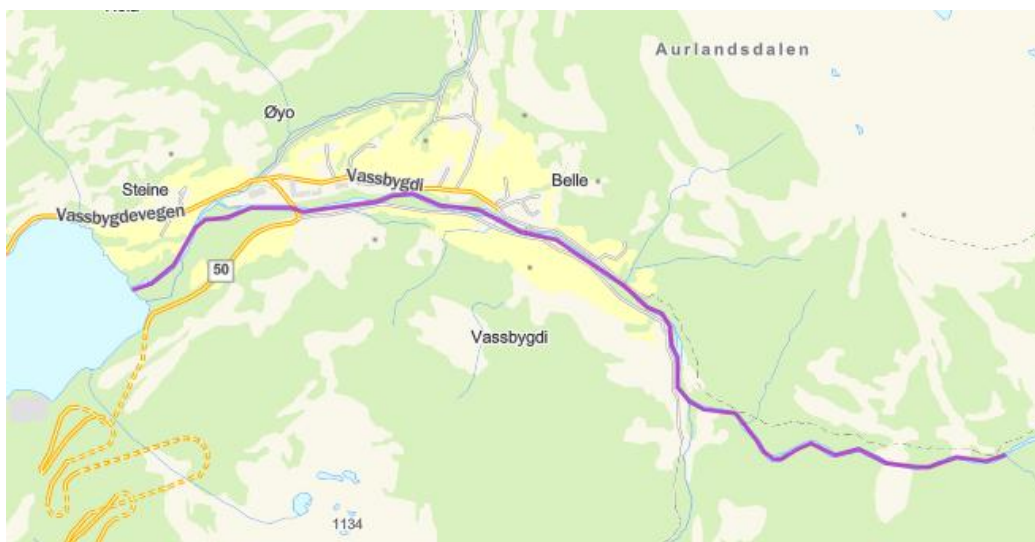 Aurlandsdalen
Øyo
Vassbygdi
Belle
Steine
Vassbygdevegen
50
Vassbygdi
1134